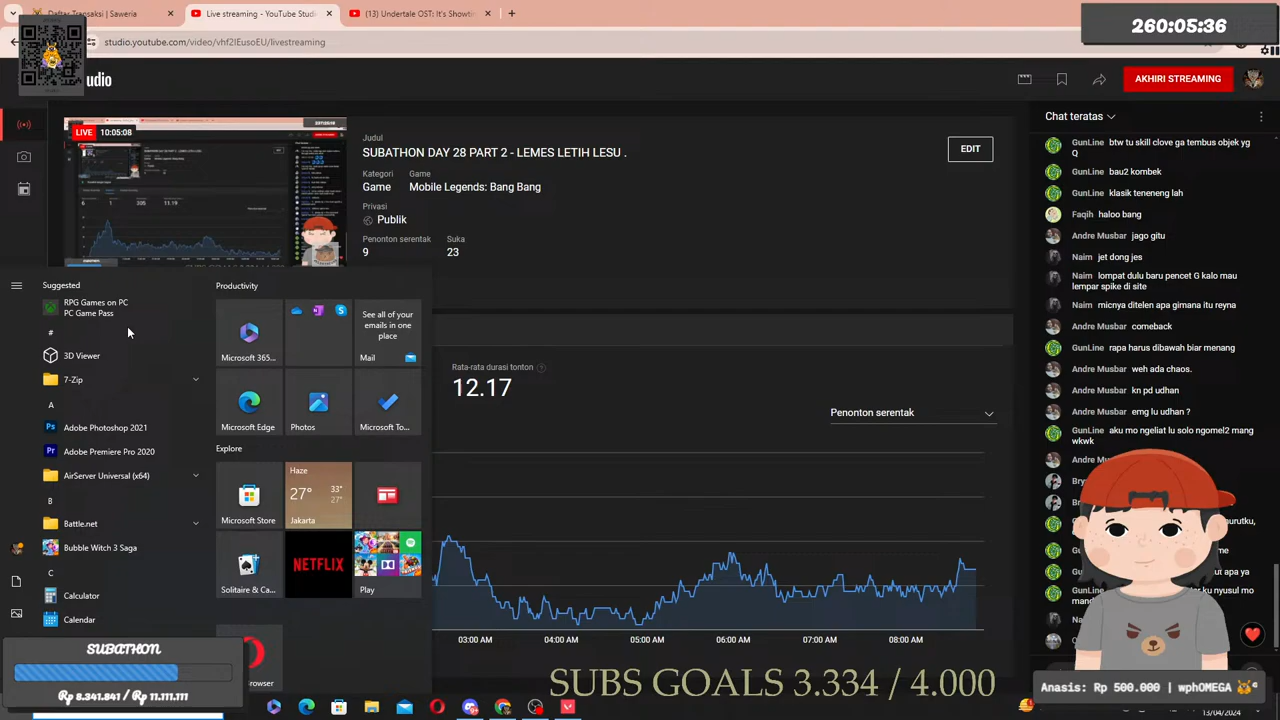 Daftar Transaksi | Saweria
Live streaming - YouTube Studio
(13) Undertale OST: It's Showti
260:05:36
studio.youtube.com/video/vhf2IEusoEU/livestreaming
udio
AKHIRI STREAMING
LIVE 10:05:08
Judul
SUBATHON DAY 28 PART 2 - LEMES LETIH LESU .
EDIT
Kategori Game
Game Mobile Legends: Bang Bang
Privasi
Publik
Penonton serentak Suka
9 23
Chat teratas
GunLine btw tu skill clove ga tembus objek yg
Q
GunLine bau2 kombek
GunLine klasik teneneng lah
Faqih haloo bang
Andre Musbar jago gitu
Naim jet dong jes
Naim lompat dulu baru pencet G kalo mau
lempar spike di site
Naim micnya ditelen apa gimana itu reyna
Andre Musbar comeback
GunLine rapa harus dibawah biar menang
Andre Musbar weh ada chaos.
Andre Musbar kn pd udhan
Andre Musbar emg lu udhan ?
GunLine aku mo ngeliat lu solo ngomel2 mang
wkwk
Suggested
RPG Games on PC
PC Game Pass
#
3D Viewer
7-Zip
A
Adobe Photoshop 2021
Adobe Premiere Pro 2020
AirServer Universal (x64)
B
Battle.net
Bubble Witch 3 Saga
C
Calculator
Calendar
Productivity
Microsoft 365...
See all of your
emails in one
place
Mail
Microsoft Edge
Photos
Microsoft To...
Explore
Microsoft Store
Haze
27° 33°
27°
Jakarta
Solitaire & Ca...
NETFLIX
Play
Browser
Rata-rata durasi tonton
12.17
Penonton serentak
03:00 AM 04:00 AM 05:00 AM 06:00 AM 07:00 AM 08:00 AM
SUBATHON
Rp 8.341.841 / Rp 11.111.111
SUBS GOALS 3.334 / 4.000
Anasis: Rp 500.000 | wphOMEGA
13/04/2024